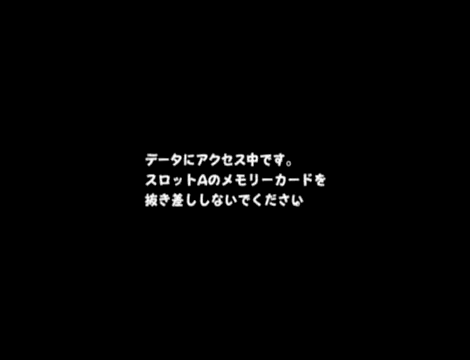 データにアクセス中です。
スロットAのメモリーカードを
抜き差ししないでください